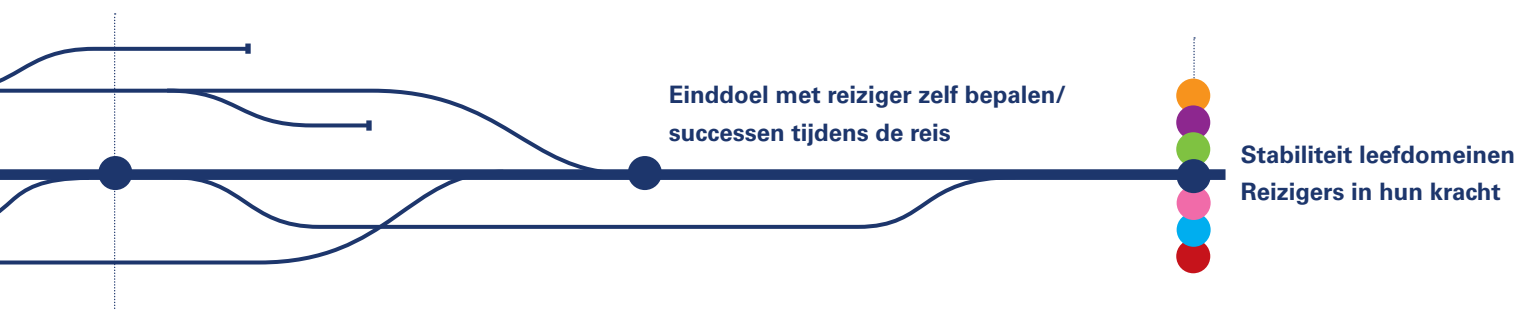 Einddoel met reiziger zelf bepalen/
successen tijdens de reis
Stabiliteit leefdomeinen
Reizigers in hun kracht